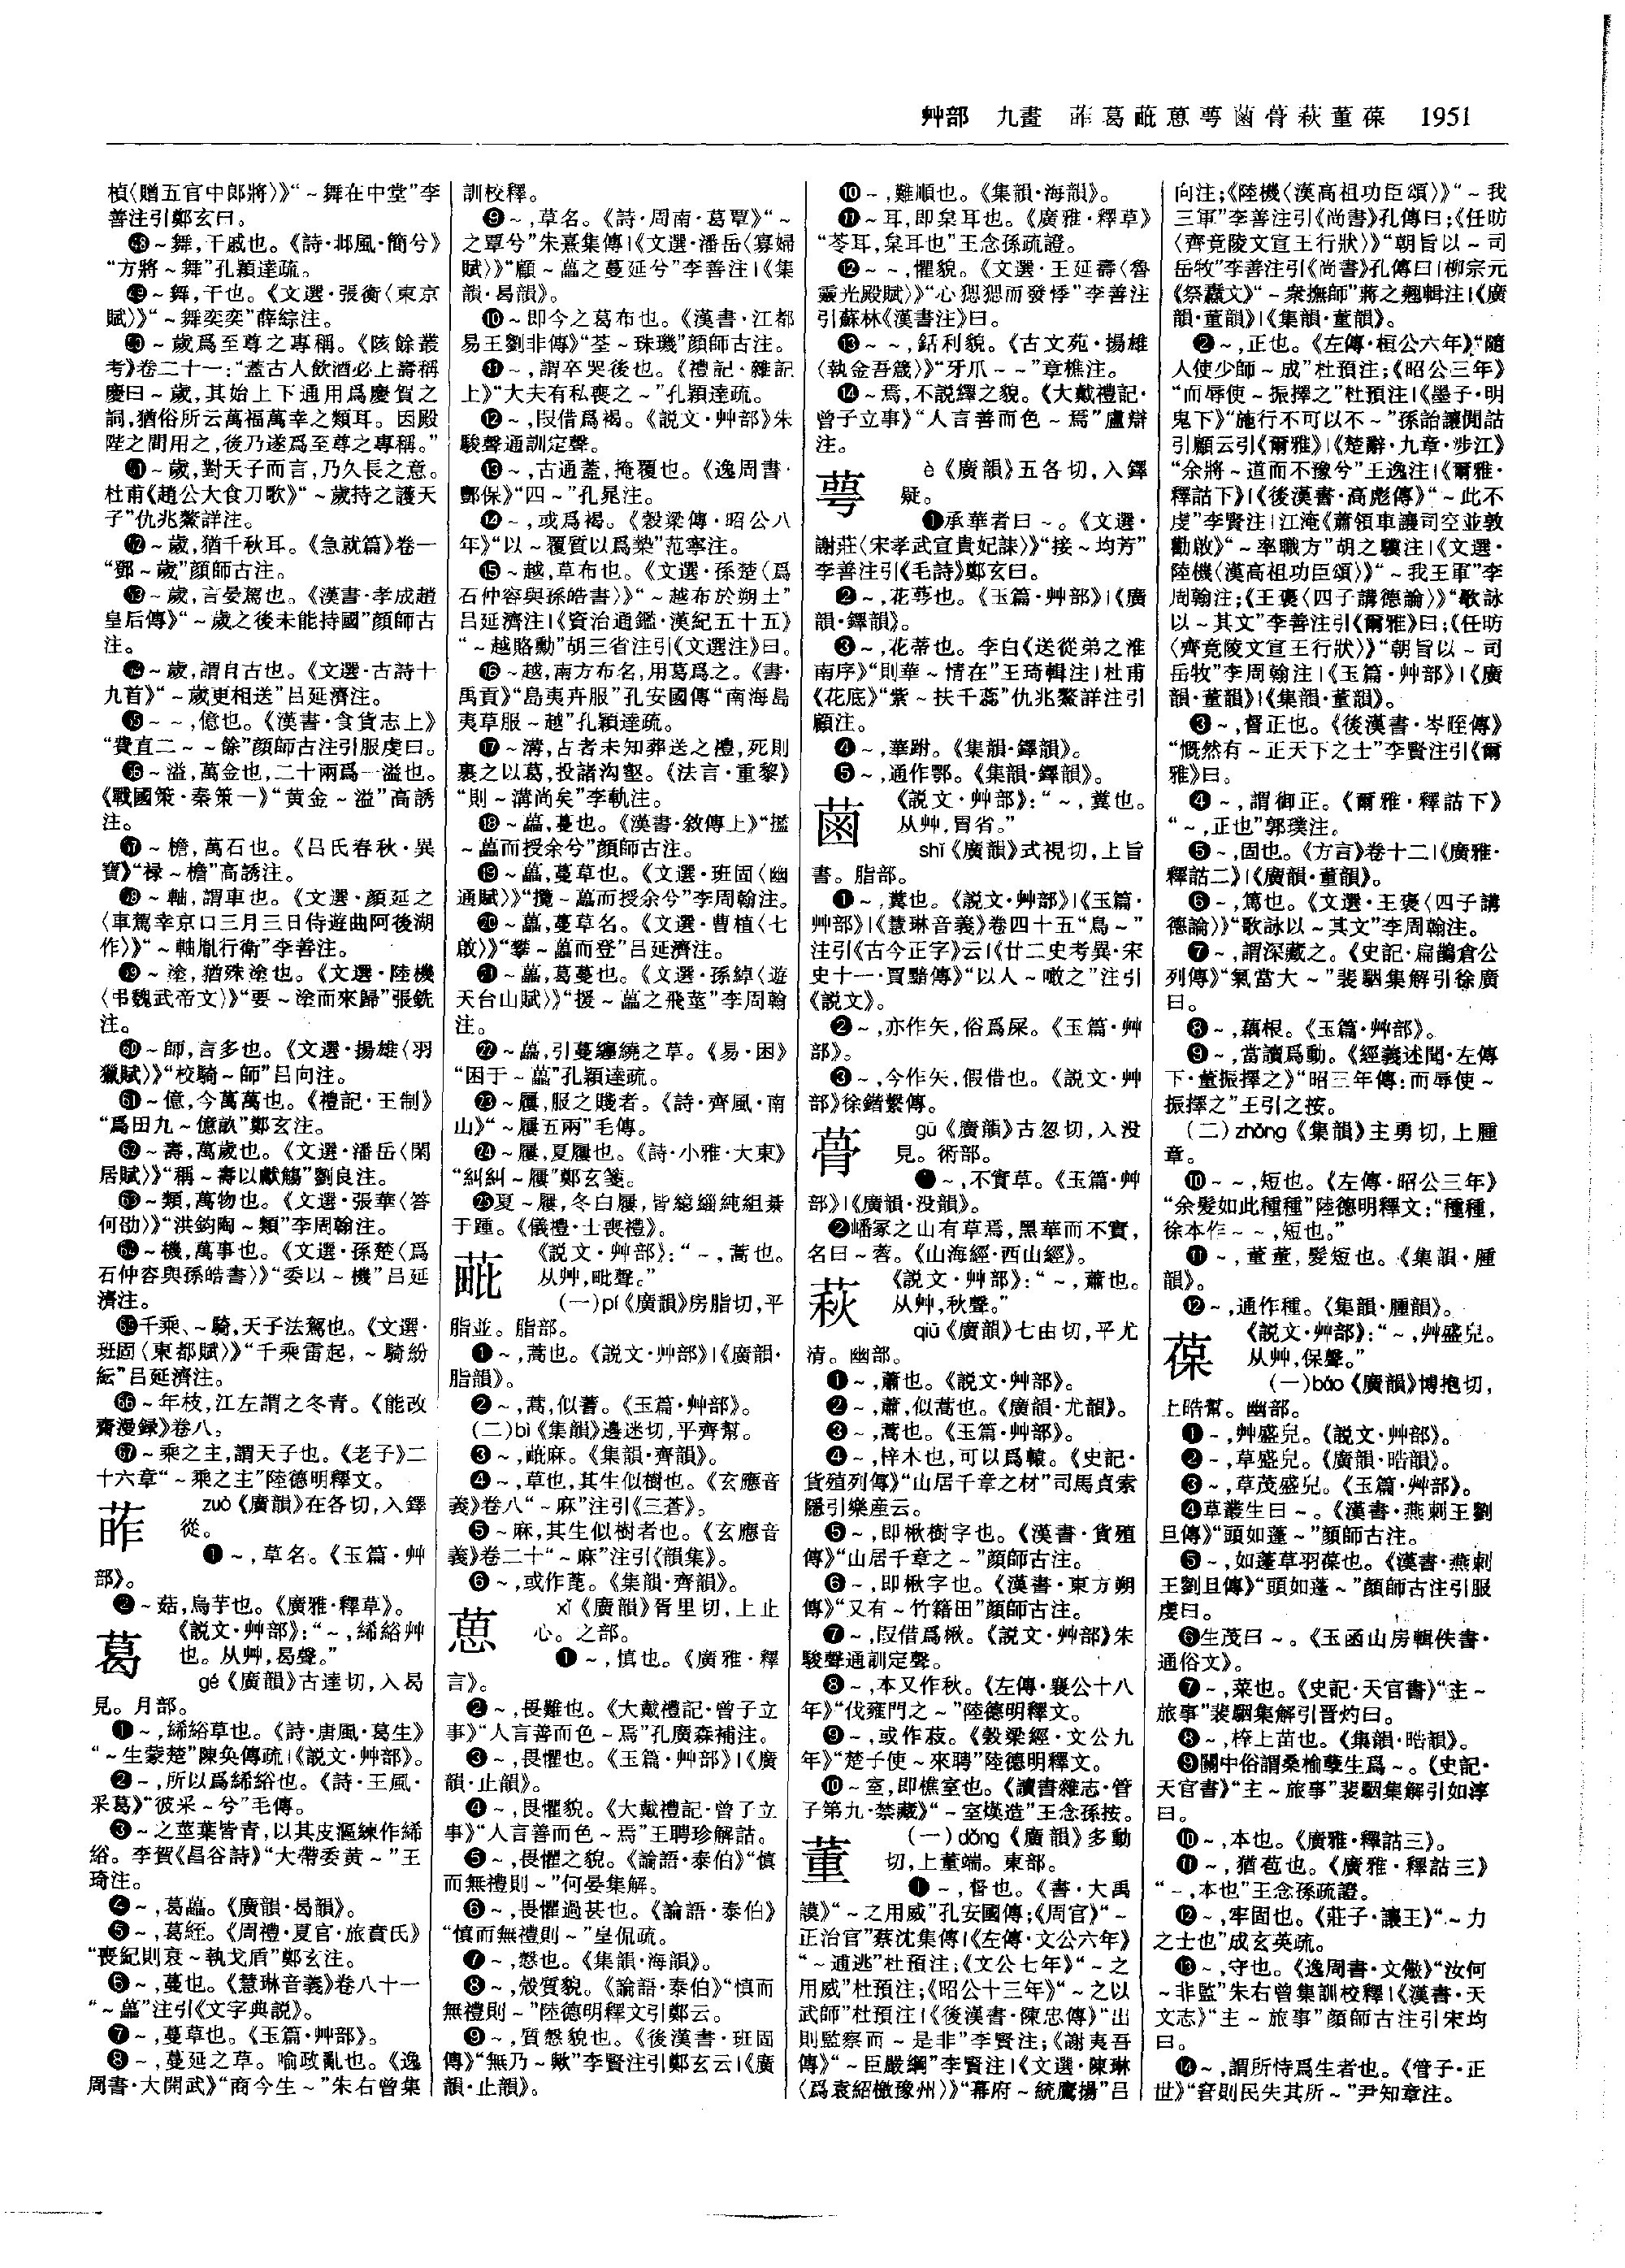 艸部 九畫 葄葛蓖葸萼䓿蓇萩董葆 1951
楨〈贈五官中郎將〉》“～舞在中堂”李
善注引鄭玄曰。
㊽～舞,干戚也。《詩·邶風·簡兮》
“方將～舞”孔穎達疏。
㊾～舞,干也。《文選·張衡〈東京
賦〉》“～舞奕奕”薛綜注。
㊿～歲爲至尊之專稱。《陔餘叢
考》卷二十一:“蓋古人飲酒必上壽稱
慶曰～歲,其始上下通用爲慶賀之
詞,猶俗所云萬福萬幸之類耳。因殿
陛之間用之,後乃遂爲至尊之專稱。”
51～歲,對天子而言,乃久長之意。
杜甫《趙公大食刀歌》“～歲持之護天
子”仇兆鰲詳注。
52～歲,猶千秋耳。《急就篇》卷一
“鄧～歲”顔師古注。
53～歲,言晏駕也。《漢書·孝成趙
皇后傳》“～歲之後未能持國”顔師古
注。
54～歲,謂自古也。《文選·古詩十
九首》“～歲更相送”吕延濟注。
55～～,億也。《漢書·食貨志上》
“費直二～～餘”顔師古注引服虔曰。
56～溢,萬金也,二十兩爲一溢也。
《戰國策·秦策一》“黄金～溢”高誘
注。
57～檐,萬石也。《吕氏春秋·異
寶》“禄～檐”高誘注。
58～軸,謂車也。《文選·顔延之
〈車駕幸京口三月三日侍遊曲阿後湖
作〉》“～軸胤行衛”李善注。
59～塗,猶殊塗也。《文選·陸機
〈弔魏武帝文〉》“要～塗而來歸”張銑
注。
60～師,言多也。《文選·揚雄〈羽
獵賦〉》“校騎～師”吕向注。
61～億,今萬萬也。《禮記·王制》
“爲田九～億畝”鄭玄注。
62～壽,萬歲也。《文選·潘岳〈閑
居賦〉》“稱～壽以獻觴”劉良注。
63～類,萬物也。《文選·張華〈答
何劭〉》“洪鈞陶～類”李周翰注。
64～機,萬事也。《文選·孫楚〈爲
石仲容與孫皓書〉》“委以～機”吕延
濟注。
65千乘、～騎,天子法駕也。《文選·
班固〈東都賦〉》“千乘雷起,～騎紛
紜”吕延濟注。
66～年枝,江左謂之冬青。《能改
齋漫録》卷八。
67～乘之主,謂天子也。《老子》二
十六章“～乘之主”陸德明釋文。
葄 zuò《廣韻》在各切,入鐸
從。
❶～,草名。《玉篇·艸
部》。
❷～菇,烏芋也。《廣雅·釋草》。
葛 《説文·艸部》:“～,絺綌艸
也。从艸,曷聲。”
gé《廣韻》古達切,入曷
見。月部。
❶～,絺綌草也。《詩·唐風·葛生》
“～生蒙楚”陳奂傳疏|《説文·艸部》。
❷～,所以爲絺綌也。《詩·王風·
采葛》“彼采～兮”毛傳。
❸～之莖葉皆青,以其皮漚練作絺
綌。李賀《昌谷詩》“大帶委黄～”王
琦注。
❹～,葛藟。《廣韻·曷韻》。
❺～,葛絰。《周禮·夏官·旅賁氏》
“喪紀則衰～執戈盾”鄭玄注。
❻～,蔓也。《慧琳音義》卷八十一
“～藟”注引《文字典説》。
❼～,蔓草也。《玉篇·艸部》。
❽～,蔓延之草。喻政亂也。《逸
周書·大開武》“商今生～”朱右曾集
訓校釋。
❾～,草名。《詩·周南·葛覃》“～
之覃兮”朱熹集傳|《文選·潘岳〈寡婦
賦〉》“顧～藟之蔓延兮”李善注|《集
韻·曷韻》。
❿～即今之葛布也。《漢書·江都
易王劉非傳》“荃～珠璣”顔師古注。
⓫～,謂卒哭後也。《禮記·雜記
上》“大夫有私喪之～”孔穎達疏。
⓬～,叚借爲褐。《説文·艸部》朱
駿聲通訓定聲。
⓭～,古通蓋,掩覆也。《逸周書·
酆保》“四～”孔晁注。
⓮～,或爲褐。《穀梁傳·昭公八
年》“以～覆質以爲槷”范寧注。
⓯～越,草布也。《文選·孫楚〈爲
石仲容與孫皓書〉》“～越布於朔土”
吕延濟注|《資治通鑑·漢紀五十五》
“～越賂勳”胡三省注引《文選注》曰。
⓰～越,南方布名,用葛爲之。《書·
禹貢》“島夷卉服”孔安國傳“南海島
夷草服～越”孔穎達疏。
⓱～溝,占者未知葬送之禮,死則
裹之以葛,投諸沟壑。《法言·重黎》
“則～溝尚矣”李軌注。
⓲～藟,蔓也。《漢書·敘傳上》“㩜
～藟而授余兮”顔師古注。
⓳～藟,蔓草也。《文選·班固〈幽
通賦〉》“攬～藟而授余兮”李周翰注。
⓴～藟,蔓草名。《文選·曹植〈七
啟〉》“攀～藟而登”吕延濟注。
㉑～藟,葛蔓也。《文選·孫綽〈遊
天台山賦〉》“援～藟之飛莖”李周翰
注。
㉒～藟,引蔓纏繞之草。《易·困》
“困于～藟”孔穎達疏。
㉓～屨,服之賤者。《詩·齊風·南
山》“～屨五兩”毛傳。
㉔～屨,夏屨也。《詩·小雅·大東》
“糾糾～屨”鄭玄箋。
㉕夏～屨,冬白屨,皆繶緇純組綦
于踵。《儀禮·士喪禮》。
蓖 《説文·艸部》:“～,蒿也。
从艸,毗聲。”
(一)pí《廣韻》房脂切,平
脂並。脂部。
❶～,蒿也。《説文·艸部》|《廣韻·
脂韻》。
❷～,蒿,似蓍。《玉篇·艸部》。
(二)bì《集韻》邊迷切,平齊幫。
❸～,蓖麻。《集韻·齊韻》。
❹～,草也,其生似樹也。《玄應音
義》卷八“～麻”注引《三蒼》。
❺～麻,其生似樹者也。《玄應音
義》卷二十“～麻”注引《韻集》。
❻～,或作蓖。《集韻·齊韻》。
葸 xǐ《廣韻》胥里切,上止
心。之部。
❶～,慎也。《廣雅·釋
言》。
❷～,畏難也。《大戴禮記·曾子立
事》“人言善而色～焉”孔廣森補注。
❸～,畏懼也。《玉篇·艸部》|《廣
韻·止韻》。
❹～,畏懼貌。《大戴禮記·曾子立
事》“人言善而色～焉”王聘珍解詁。
❺～,畏懼之貌。《論語·泰伯》“慎
而無禮則～”何晏集解。
❻～,畏懼過甚也。《論語·泰伯》
“慎而無禮則～”皇侃疏。
❼～,愨也。《集韻·海韻》。
❽～,慤質貌。《論語·泰伯》“慎而
無禮則～”陸德明釋文引鄭云。
❾～,質慤貌也。《後漢書·班固
傳》“無乃～歟”李賢注引鄭玄云|《廣
韻·止韻》。
❿～,難順也。《集韻·海韻》。
⓫～耳,即枲耳也。《廣雅·釋草》
“苓耳,枲耳也”王念孫疏證。
⓬～～,懼貌。《文選·王延壽〈魯
靈光殿賦〉》“心㥴㥴而發悸”李善注
引蘇林《漢書注》曰。
⓭～～,銛利貌。《古文苑·揚雄
〈執金吾箴〉》“牙爪～～”章樵注。
⓮～焉,不説繹之貌。《大戴禮記·
曾子立事》“人言善而色～焉”盧辯
注。
萼 è《廣韻》五各切,入鐸
疑。
❶承華者曰～。《文選·
謝莊〈宋孝武宣貴妃誄〉》“接～均芳”
李善注引《毛詩》鄭玄曰。
❷～,花萼也。《玉篇·艸部》|《廣
韻·鐸韻》。
❸～,花蒂也。李白《送從弟之淮
南序》“則華～情在”王琦輯注|杜甫
《花底》“紫～扶千蕊”仇兆鰲詳注引
顧注。
❹～,華跗。《集韻·鐸韻》。
❺～,通作鄂。《集韻·鐸韻》。
《説文·艸部》:“～,糞也。
从艸,胃省。”
shǐ《廣韻》式視切,上旨
書。脂部。
❶～,糞也。《説文·艸部》|《玉篇·
艸部》|《慧琳音義》卷四十五“鳥～”
注引《古今正字》云|《廿二史考異·宋
史十一·賈黯傳》“以人～噉之”注引
《説文》。
❷～,亦作矢,俗爲屎。《玉篇·艸
部》。
❸～,今作矢,假借也。《説文·艸
部》徐鍇繫傳。
蓇 gū《廣韻》古忽切,入没
見。術部。
❶～,不實草。《玉篇·艸
部》|《廣韻·没韻》。
❷嶓冢之山有草焉,黑華而不實,
名曰～蓉。《山海經·西山經》。
萩 《説文·艸部》:“～,蕭也。
从艸,秋聲。”
qiū《廣韻》七由切,平尤
清。幽部。
❶～,蕭也。《説文·艸部》。
❷～,蕭,似蒿也。《廣韻·尤韻》。
❸～,蒿也。《玉篇·艸部》。
❹～,梓木也,可以爲轅。《史記·
貨殖列傳》“山居千章之材”司馬貞索
隱引樂産云。
❺～,即楸樹字也。《漢書·貨殖
傳》“山居千章之～”顔師古注。
❻～,即楸字也。《漢書·東方朔
傳》“又有～竹籍田”顔師古注。
❼～,叚借爲楸。《説文·艸部》朱
駿聲通訓定聲。
❽～,本又作秋。《左傳·襄公十八
年》“伐雍門之～”陸德明釋文。
❾～,或作菽。《穀梁經·文公九
年》“楚子使～來聘”陸德明釋文。
❿～室,即樵室也。《讀書雜志·管
子第九·禁藏》“～室熯造”王念孫按。
董 (一)dǒng《廣韻》多動
切,上董端。東部。
❶～,督也。《書·大禹
謨》“～之用威”孔安國傳;《周官》“～
正治官”蔡沈集傳|《左傳·文公六年》
“～逋逃”杜預注;《文公七年》“～之
用威”杜預注;《昭公十三年》“～之以
武師”杜預注|《後漢書·陳忠傳》“出
則監察而～是非”李賢注;《謝夷吾
傳》“～臣嚴綱”李賢注|《文選·陳琳
〈爲袁紹檄豫州〉》“幕府～統鷹揚”吕
向注;《陸機〈漢高祖功臣頌〉》“～我
三軍”李善注引《尚書》孔傳曰;《任昉
〈齊竟陵文宣王行狀〉》“朝旨以～司
岳牧”李善注引《尚書》孔傳曰|柳宗元
《祭纛文》“～衆撫師”蔣之翹輯注|《廣
韻·董韻》|《集韻·董韻》。
❷～,正也。《左傳·桓公六年》“隨
人使少師～成”杜預注;《昭公三年》
“而辱使～振擇之”杜預注|《墨子·明
鬼下》“施行不可以不～”孫詒讓閒詁
引顧云引《爾雅》|《楚辭·九章·涉江》
“余將～道而不豫兮”王逸注|《爾雅·
釋詁下》|《後漢書·高彪傳》“～此不
虔”李賢注|江淹《蕭領車讓司空並敦
勸啟》“～率職方”胡之驥注|《文選·
陸機〈漢高祖功臣頌〉》“～我王軍”李
周翰注;《王褒〈四子講德論〉》“歌詠
以～其文”李善注引《爾雅》曰;《任昉
〈齊竟陵文宣王行狀〉》“朝旨以～司
岳牧”李周翰注|《玉篇·艸部》|《廣
韻·董韻》|《集韻·董韻》。
❸～,督正也。《後漢書·岑晊傳》
“慨然有～正天下之士”李賢注引《爾
雅》曰。
❹～,謂御正。《爾雅·釋詁下》
“～,正也”郭璞注。
❺～,固也。《方言》卷十二|《廣雅·
釋詁二》|《廣韻·董韻》。
❻～,篤也。《文選·王褒〈四子講
德論〉》“歌詠以～其文”李周翰注。
❼～,謂深藏之。《史記·扁鵲倉公
列傳》“氣當大～”裴駰集解引徐廣
曰。
❽～,藕根。《玉篇·艸部》。
❾～,當讀爲動。《經義述聞·左傳
下·董振擇之》“昭三年傳:而辱使～
振擇之”王引之按。
(二)zhǒng《集韻》主勇切,上腫
章。
❿～～,短也。《左傳·昭公三年》
“余髮如此種種”陸德明釋文:“種種,
徐本作～～,短也。”
⓫～,董董,髮短也。《集韻·腫
韻》。
⓬～,通作種。《集韻·腫韻》。
葆 《説文·艸部》:“～,艸盛皃。
从艸,保聲。”
(一)bǎo《廣韻》博抱切,
上晧幫。幽部。
❶～,艸盛皃。《説文·艸部》。
❷～,草盛皃。《廣韻·晧韻》。
❸～,草茂盛皃。《玉篇·艸部》。
❹草叢生曰～。《漢書·燕剌王劉
旦傳》“頭如蓬～”顔師古注。
❺～,如蓬草羽葆也。《漢書·燕剌
王劉旦傳》“頭如蓬～”顔師古注引服
虔曰。
❻生茂曰～。《玉函山房輯佚書·
通俗文》。
❼～,菜也。《史記·天官書》“主～
旅事”裴駰集解引晋灼曰。
❽～,椊上苗也。《集韻·晧韻》。
❾關中俗謂桑榆孽生爲～。《史記·
天官書》“主～旅事”裴駰集解引如淳
曰。
❿～,本也。《廣雅·釋詁三》。
⓫～,猶苞也。《廣雅·釋詁三》
“～,本也”王念孫疏證。
⓬～,牢固也。《莊子·讓王》“～力
之士也”成玄英疏。
⓭～,守也。《逸周書·文儆》“汝何
～非監”朱右曾集訓校釋|《漢書·天
文志》“主～旅事”顔師古注引宋均
曰。
⓮～,謂所恃爲生者也。《管子·正
世》“窘則民失其所～”尹知章注。